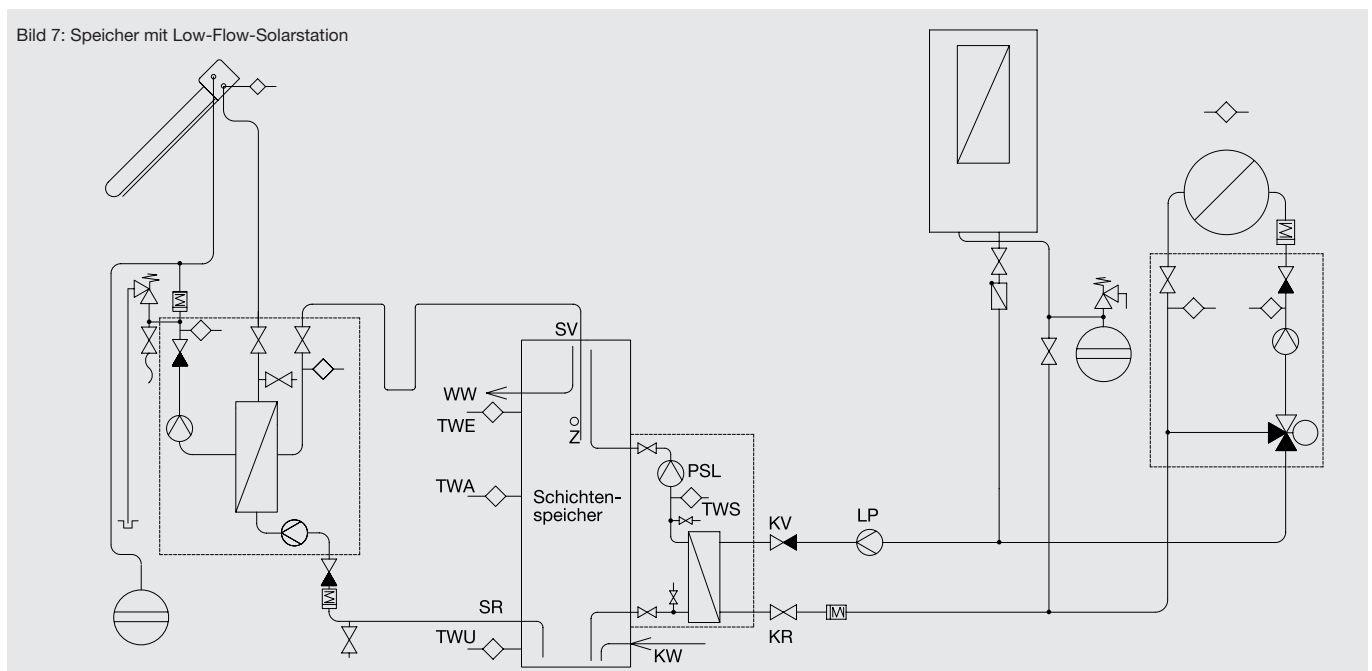 Bild 7: Speicher mit Low-Flow-Solarstation
SV
WW
TWE
Z
PSL
TWA
Schichten-
speicher
TWS
KV
LP
SR
TWU
KW
KR